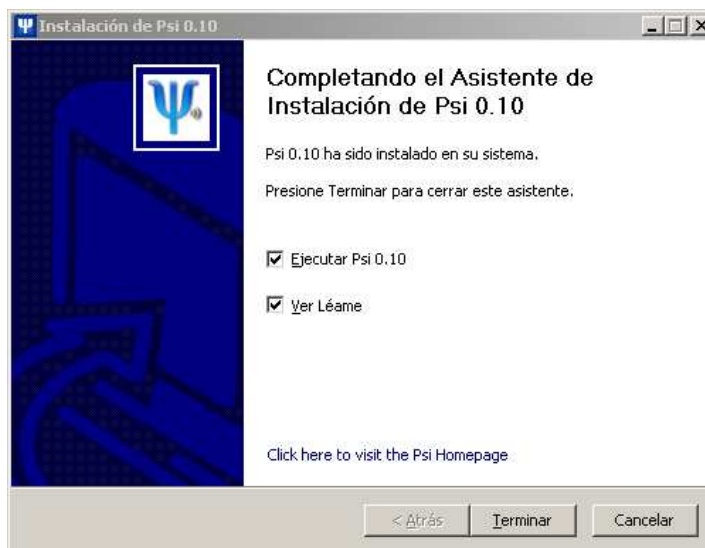 Instalación de Psi 0.10
Completando el Asistente de
Instalación de Psi 0.10
Psi 0.10 ha sido instalado en su sistema.
Presione Terminar para cerrar este asistente.
Ejecutar Psi 0.10
Ver Léame
Click here to visit the Psi Homepage
< Atrás Terminar Cancelar